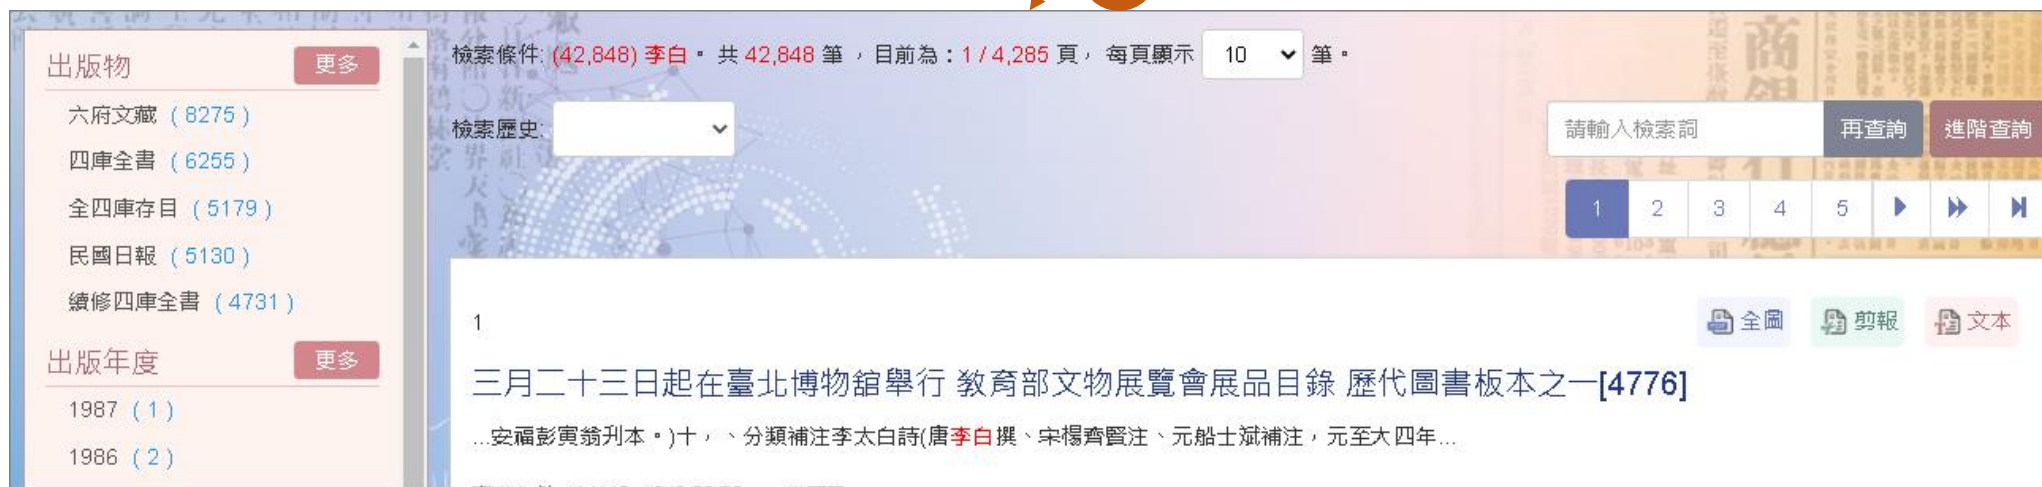 出版物 更多
六府文藏 ( 8275 )
四庫全書 ( 6255 )
全四庫存目 ( 5179 )
民國日報 ( 5130 )
續修四庫全書 ( 4731 )
出版年度 更多
1987 ( 1 )
1986 ( 2 )
檢索條件: (42,848) 李白。 共 42,848 筆 ，目前為：1 / 4,285 頁， 每頁顯示 10 筆。
檢索歷史:
請輸入檢索詞 再查詢 進階查詢
1 2 3 4 5
1
全圖 剪報 文本
三月二十三日起在臺北博物舘舉行 教育部文物展覽會展品目錄 歷代圖書板本之一[4776]
...安福彭寅翁刋本。)十，、分類補注李太白詩(唐李白撰、宋楊齊賢注、元船士斌補注，元至大四年...